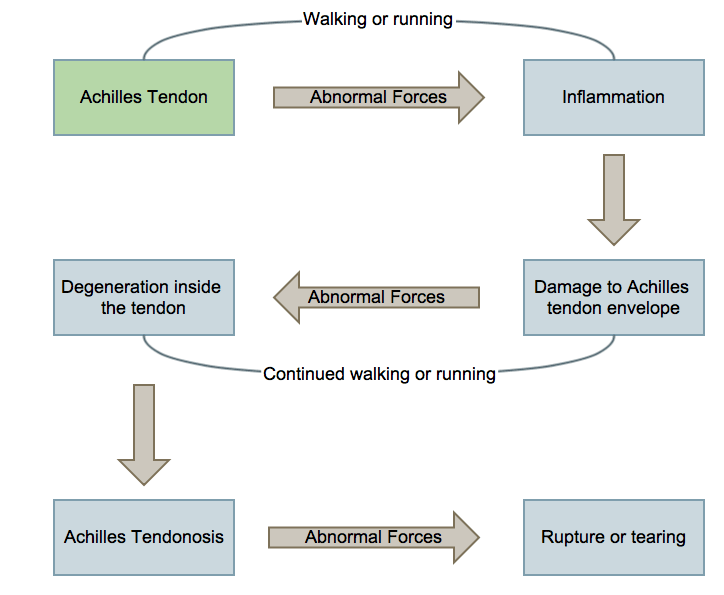 Walking or running
Achilles Tendon
Abnormal Forces
Inflammation
Degeneration inside
the tendon
Abnormal Forces
Damage to Achilles
tendon envelope
Continued walking or running
Achilles Tendonosis
Abnormal Forces
Rupture or tearing